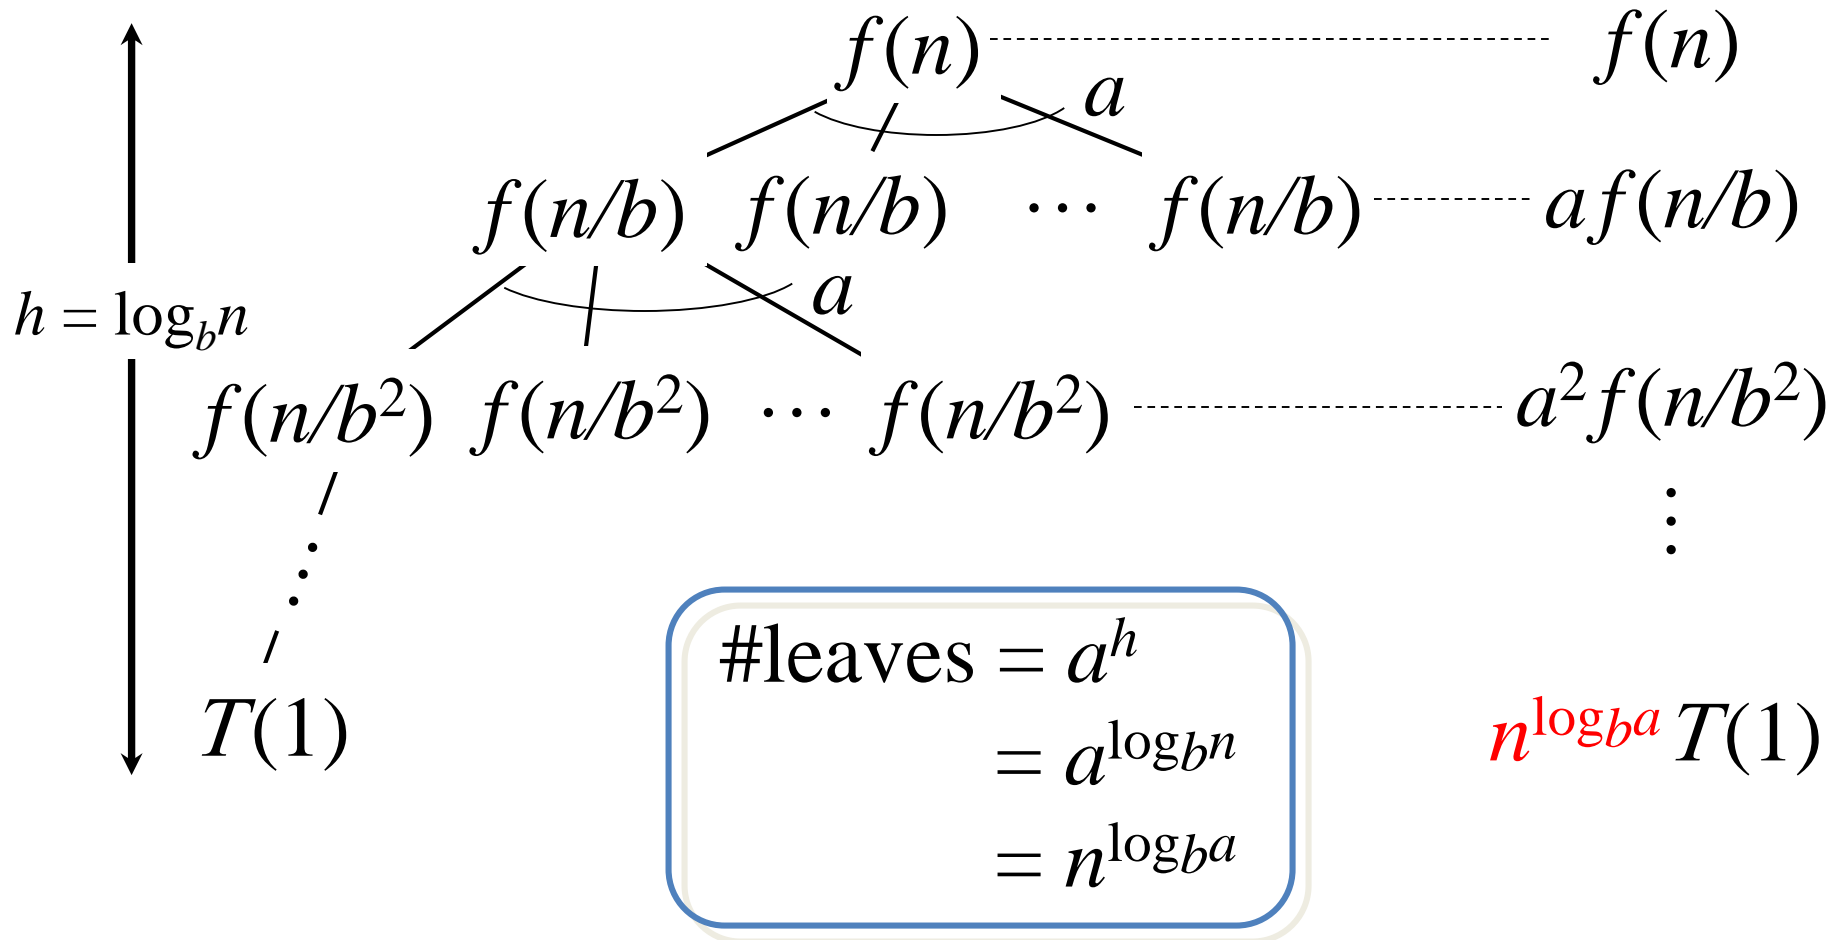 f(n) f(n)
a
f(n/b) f(n/b) ⋯ f(n/b) af(n/b)
a
h = log_b n
f(n/b²) f(n/b²) ⋯ f(n/b²) a²f(n/b²)
⋮
#leaves = a^h
T(1) n^{log_b a} T(1)
= a^{log_b n}
= n^{log_b a}